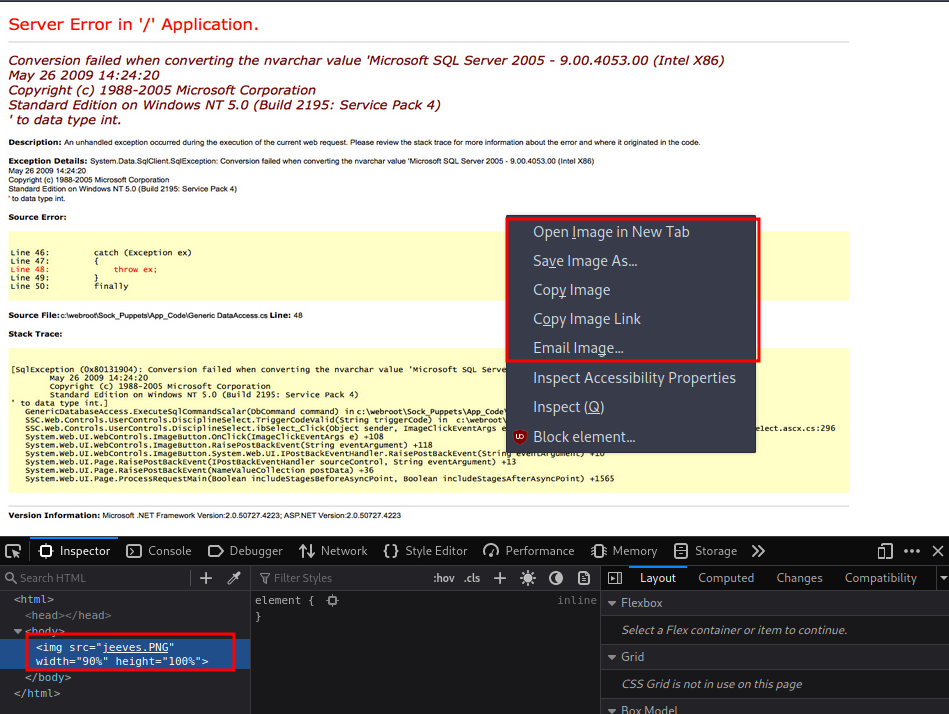 Server Error in '/' Application.
Conversion failed when converting the nvarchar value 'Microsoft SQL Server 2005 - 9.00.4053.00 (Intel X86)
May 26 2009 14:24:20
Copyright (c) 1988-2005 Microsoft Corporation
Standard Edition on Windows NT 5.0 (Build 2195: Service Pack 4)
' to data type int.
Description: An unhandled exception occurred during the execution of the current web request. Please review the stack trace for more information about the error and where it originated in the code.
Exception Details: System.Data.SqlClient.SqlException: Conversion failed when converting the nvarchar value 'Microsoft SQL Server 2005 - 9.00.4053.00 (Intel X86)
May 26 2009 14:24:20
Copyright (c) 1988-2005 Microsoft Corporation
Standard Edition on Windows NT 5.0 (Build 2195: Service Pack 4)
' to data type int.
Source Error:
Line 46: catch (Exception ex)
Line 47: {
Line 48: throw ex;
Line 49: }
Line 50: finally
Source File: c:\webroot\Sock_Puppets\App_Code\Generic DataAccess.cs Line: 48
Stack Trace:
[SqlException (0x80131904): Conversion failed when converting the nvarchar value 'Microsoft SQL Serve
May 26 2009 14:24:20
Copyright (c) 1988-2005 Microsoft Corporation
Standard Edition on Windows NT 5.0 (Build 2195: Service Pack 4)
' to data type int.]
GenericDatabaseAccess.ExecuteSqlCommandScalar(DbCommand command) in c:\webroot\Sock_Puppets\App_Code\
SSC.Web.Controls.UserControls.DisciplineSelect.TriggerCodeValid(String triggerCode) in c:\webroot\
SSC.Web.Controls.UserControls.DisciplineSelect.ibSelect_Click(Object sender, ImageClickEventArgs e elect.ascx.cs:296
System.Web.UI.WebControls.ImageButton.OnClick(ImageClickEventArgs e) +108
System.Web.UI.WebControls.ImageButton.RaisePostBackEvent(String eventArgument) +118
System.Web.UI.WebControls.ImageButton.System.Web.UI.IPostBackEventHandler.RaisePostBackEvent(String eventArgument) +10
System.Web.UI.Page.RaisePostBackEvent(IPostBackEventHandler sourceControl, String eventArgument) +13
System.Web.UI.Page.RaisePostBackEvent(NameValueCollection postData) +36
System.Web.UI.Page.ProcessRequestMain(Boolean includeStagesBeforeAsyncPoint, Boolean includeStagesAfterAsyncPoint) +1565
Version Information: Microsoft .NET Framework Version:2.0.50727.4223; ASP.NET Version:2.0.50727.4223
Open Image in New Tab
Save Image As...
Copy Image
Copy Image Link
Email Image...
Inspect Accessibility Properties
Inspect (Q)
Block element...
Inspector Console Debugger Network Style Editor Performance Memory Storage
Search HTML
Filter Styles :hov .cls
Layout Computed Changes Compatibility
<html>
<head></head>
<body>
<img src="jeeves.PNG"
width="90%" height="100%">
</body>
</html>
element { inline
}
Flexbox
Select a Flex container or item to continue.
Grid
CSS Grid is not in use on this page
Box Model